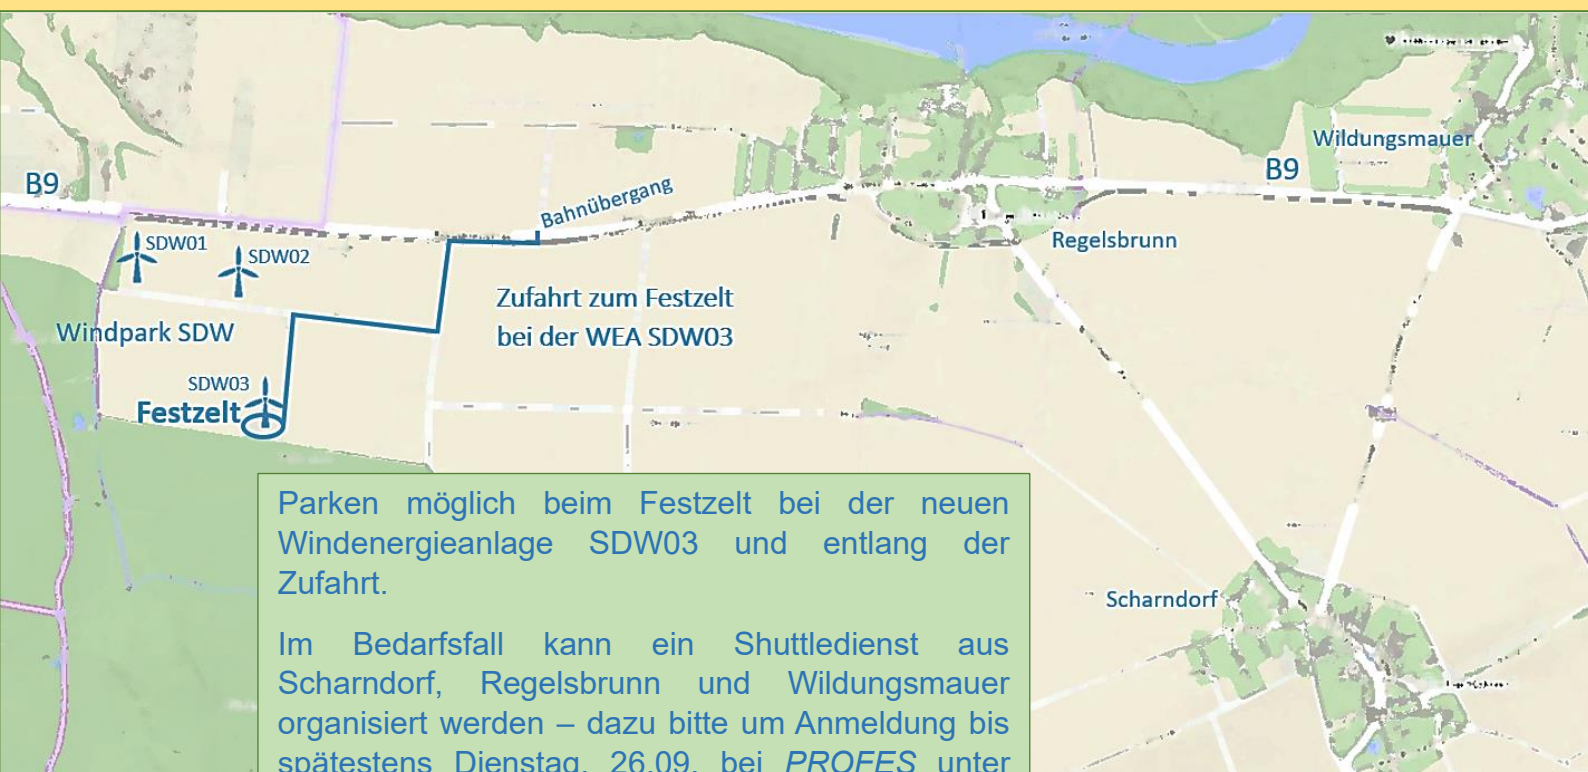 Wildungsmauer
B9
B9
Bahnübergang
SDW01
SDW02
Regelsbrunn
Zufahrt zum Festzelt
bei der WEA SDW03
Windpark SDW
SDW03
Festzelt
Parken möglich beim Festzelt bei der neuen
Windenergieanlage SDW03 und entlang der
Zufahrt.
Im Bedarfsfall kann ein Shuttledienst aus
Scharndorf, Regelsbrunn und Wildungsmauer
organisiert werden – dazu bitte um Anmeldung bis
spätestens Dienstag, 26.09. bei PROFES unter
Scharndorf